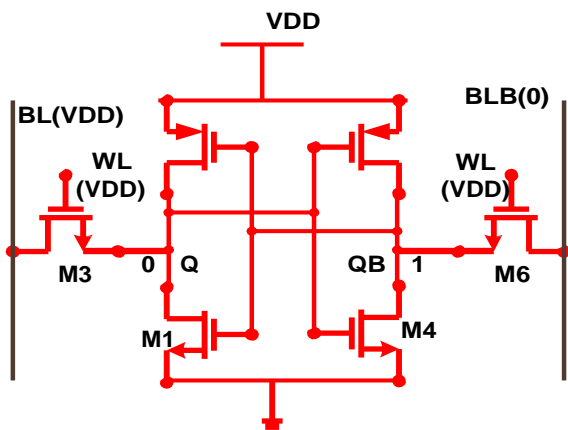 VDD
BL(VDD)
BLB(0)
WL
(VDD)
WL
(VDD)
0
Q
QB
1
M3
M6
M1
M4